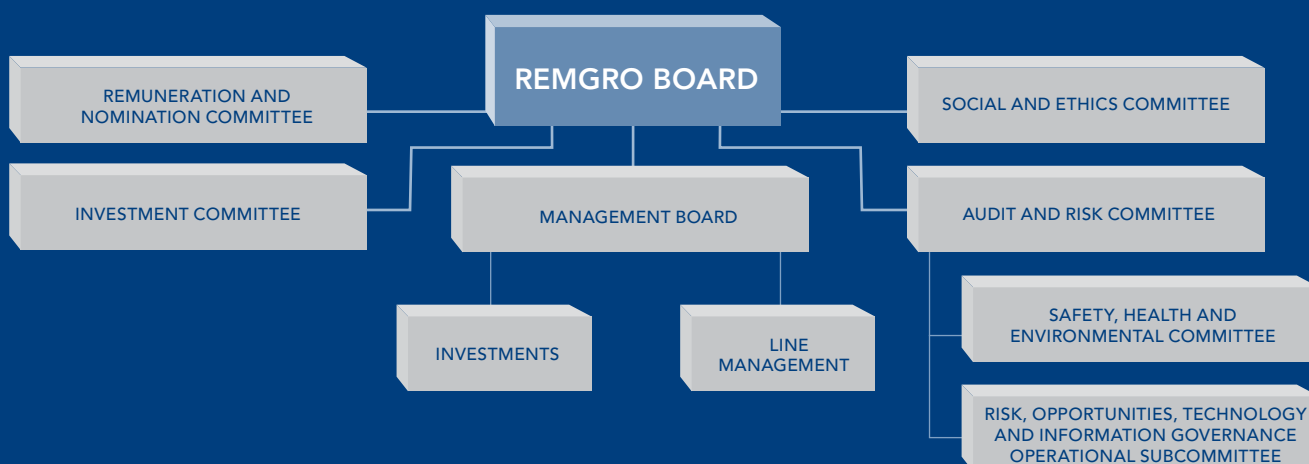 REMGRO BOARD
REMUNERATION AND
NOMINATION COMMITTEE
SOCIAL AND ETHICS COMMITTEE
INVESTMENT COMMITTEE
MANAGEMENT BOARD
AUDIT AND RISK COMMITTEE
INVESTMENTS
LINE
MANAGEMENT
SAFETY, HEALTH AND
ENVIRONMENTAL COMMITTEE
RISK, OPPORTUNITIES, TECHNOLOGY
AND INFORMATION GOVERNANCE
OPERATIONAL SUBCOMMITTEE